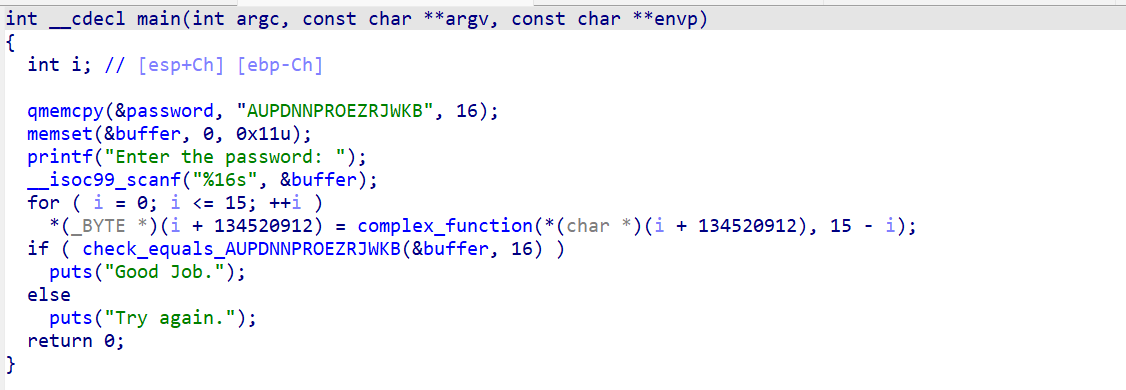 int __cdecl main(int argc, const char **argv, const char **envp)
{
  int i; // [esp+Ch] [ebp-Ch]

  qmemcpy(&password, "AUPDNNPROEZRJWKB", 16);
  memset(&buffer, 0, 0x11u);
  printf("Enter the password: ");
  __isoc99_scanf("%16s", &buffer);
  for ( i = 0; i <= 15; ++i )
    *(_BYTE *)(i + 134520912) = complex_function(*(char *)(i + 134520912), 15 - i);
  if ( check_equals_AUPDNNPROEZRJWKB(&buffer, 16) )
    puts("Good Job.");
  else
    puts("Try again.");
  return 0;
}